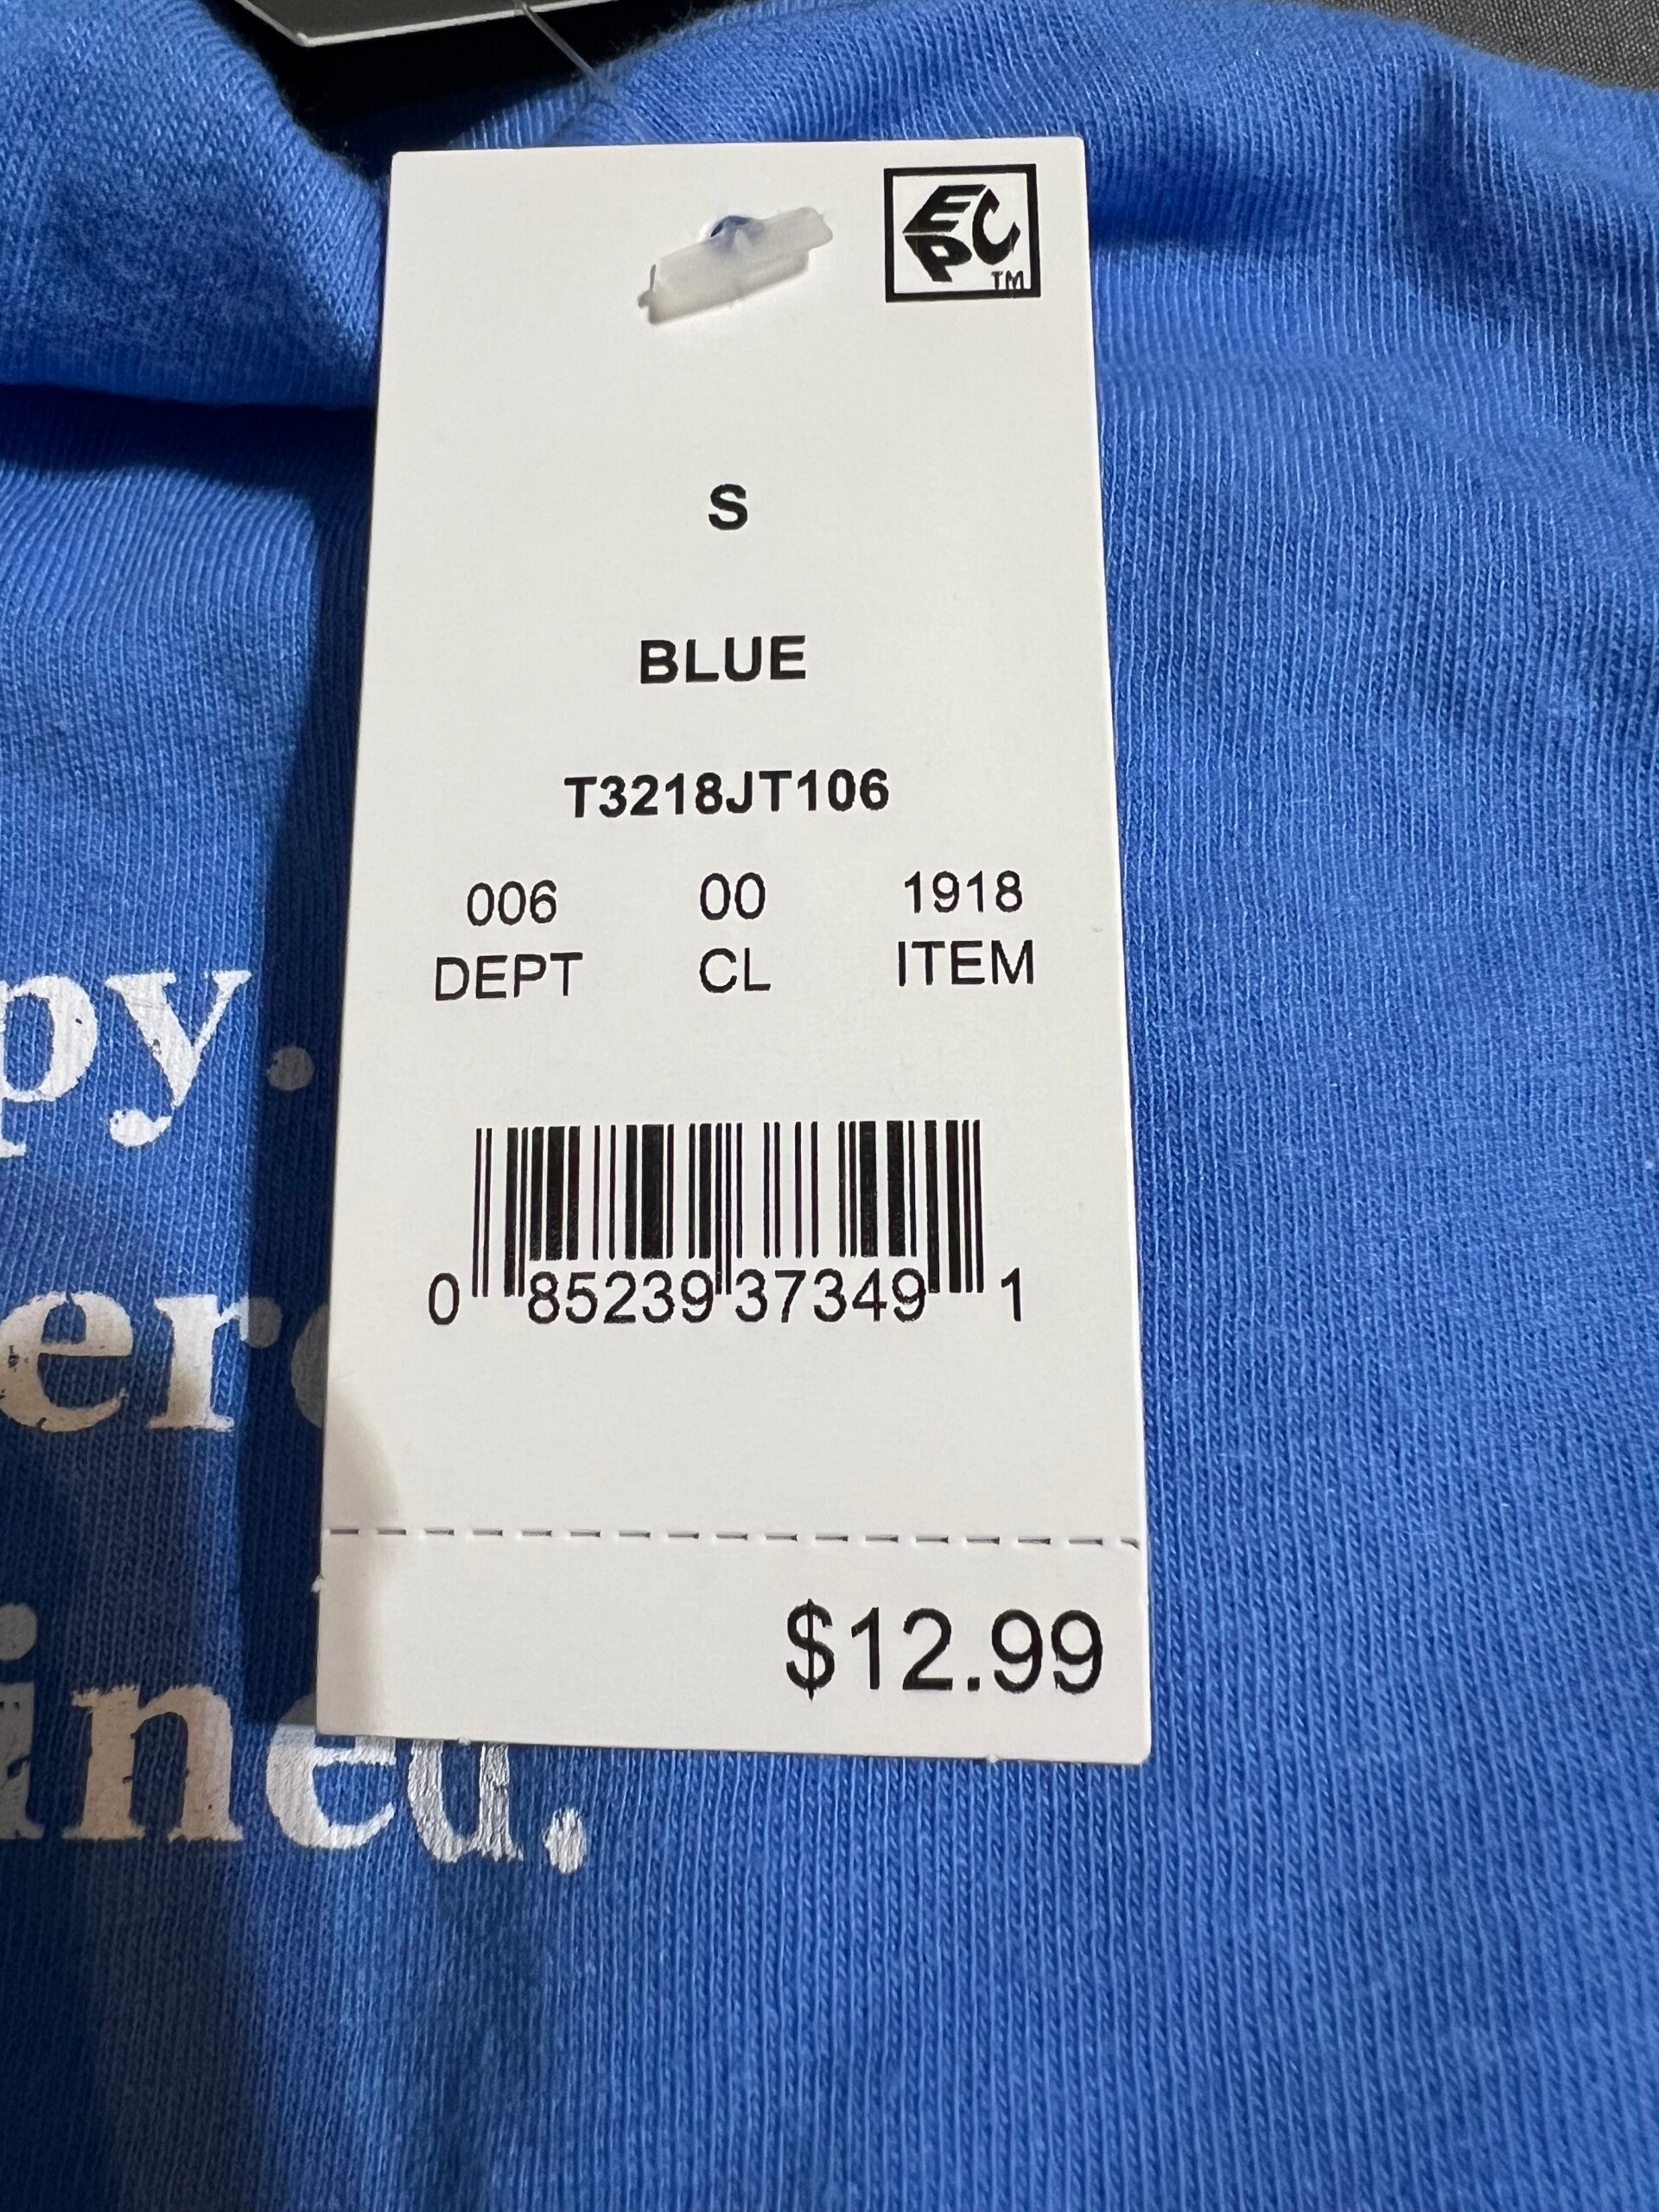 EPC TM
S
BLUE
T3218JT106
006 00 1918
DEPT CL ITEM
0 85239 37349 1
$12.99